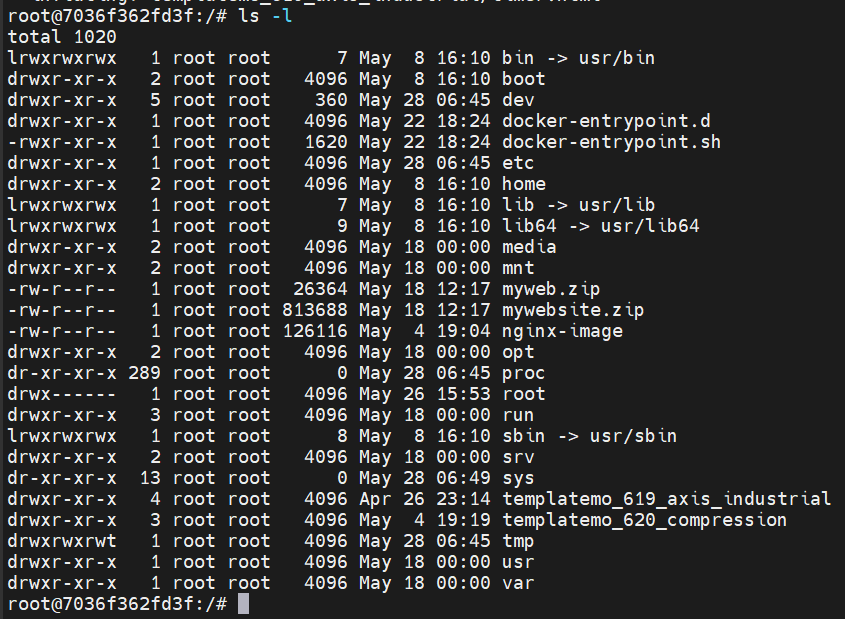 root@7036f362fd3f:/# ls -l
total 1020
lrwxrwxrwx   1 root root      7 May  8 16:10 bin -> usr/bin
drwxr-xr-x   2 root root   4096 May  8 16:10 boot
drwxr-xr-x   5 root root    360 May 28 06:45 dev
drwxr-xr-x   1 root root   4096 May 22 18:24 docker-entrypoint.d
-rwxr-xr-x   1 root root   1620 May 22 18:24 docker-entrypoint.sh
drwxr-xr-x   1 root root   4096 May 28 06:45 etc
drwxr-xr-x   2 root root   4096 May  8 16:10 home
lrwxrwxrwx   1 root root      7 May  8 16:10 lib -> usr/lib
lrwxrwxrwx   1 root root      9 May  8 16:10 lib64 -> usr/lib64
drwxr-xr-x   2 root root   4096 May 18 00:00 media
drwxr-xr-x   2 root root   4096 May 18 00:00 mnt
-rw-r--r--   1 root root  26364 May 18 12:17 myweb.zip
-rw-r--r--   1 root root 813688 May 18 12:17 mywebsite.zip
-rw-r--r--   1 root root 126116 May  4 19:04 nginx-image
drwxr-xr-x   2 root root   4096 May 18 00:00 opt
dr-xr-xr-x 289 root root      0 May 28 06:45 proc
drwx------   1 root root   4096 May 26 15:53 root
drwxr-xr-x   3 root root   4096 May 18 00:00 run
lrwxrwxrwx   1 root root      8 May  8 16:10 sbin -> usr/sbin
drwxr-xr-x   2 root root   4096 May 18 00:00 srv
dr-xr-xr-x  13 root root      0 May 28 06:49 sys
drwxr-xr-x   4 root root   4096 Apr 26 23:14 templatemo_619_axis_industrial
drwxr-xr-x   3 root root   4096 May  4 19:19 templatemo_620_compression
drwxrwxrwt   1 root root   4096 May 28 06:45 tmp
drwxr-xr-x   1 root root   4096 May 18 00:00 usr
drwxr-xr-x   1 root root   4096 May 18 00:00 var
root@7036f362fd3f:/#